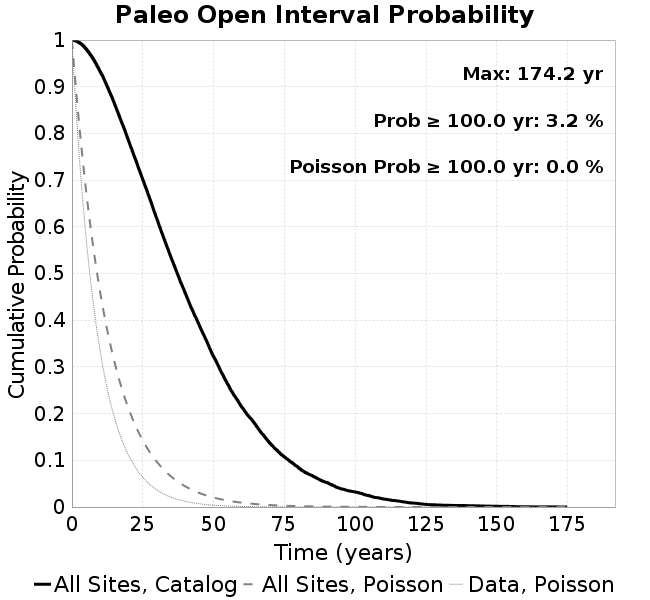 Paleo Open Interval Probability
Max: 174.2 yr
Prob ≥ 100.0 yr: 3.2 %
Poisson Prob ≥ 100.0 yr: 0.0 %
Cumulative Probability
1
0.9
0.8
0.7
0.6
0.5
0.4
0.3
0.2
0.1
0
0 25 50 75 100 125 150 175
Time (years)
All Sites, Catalog All Sites, Poisson Data, Poisson